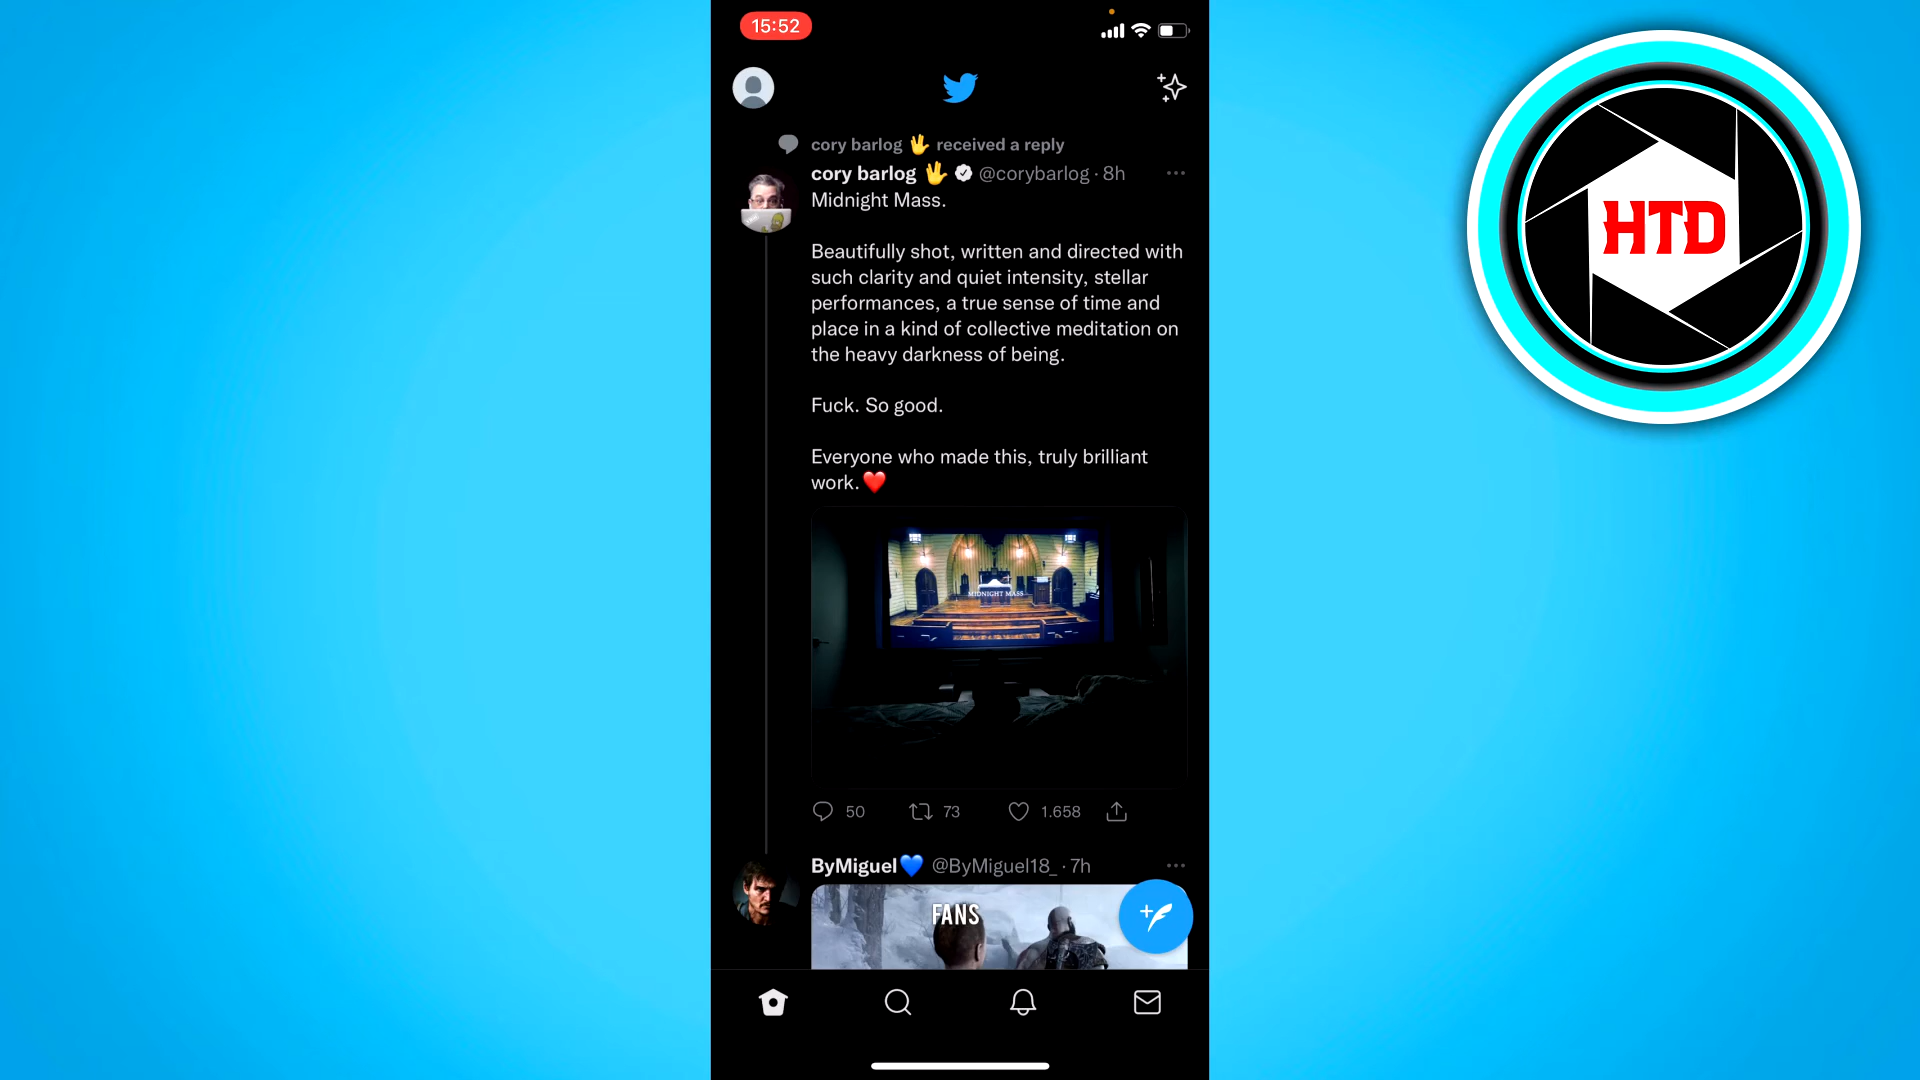 15:52
HTD
cory barlog 🖖 received a reply
cory barlog 🖖 @corybarlog · 8h
Midnight Mass.
Beautifully shot, written and directed with
such clarity and quiet intensity, stellar
performances, a true sense of time and
place in a kind of collective meditation on
the heavy darkness of being.
Fuck. So good.
Everyone who made this, truly brilliant
work.❤️
MIDNIGHT MASS
50 73 1.658
ByMiguel💙 @ByMiguel18_ · 7h
FANS